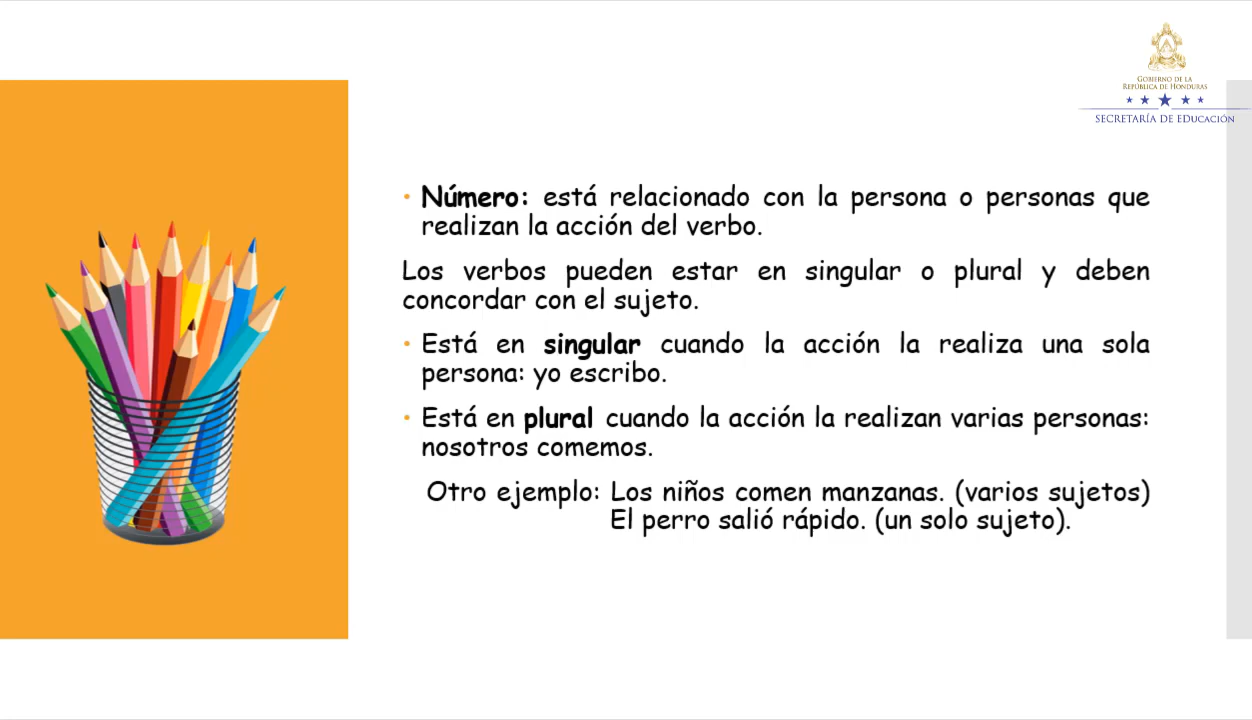 GOBIERNO DE LA
REPÚBLICA DE HONDURAS
SECRETARÍA DE EDUCACIÓN
• Número: está relacionado con la persona o personas que
realizan la acción del verbo.
Los verbos pueden estar en singular o plural y deben
concordar con el sujeto.
• Está en singular cuando la acción la realiza una sola
persona: yo escribo.
• Está en plural cuando la acción la realizan varias personas:
nosotros comemos.
Otro ejemplo: Los niños comen manzanas. (varios sujetos)
El perro salió rápido. (un solo sujeto).